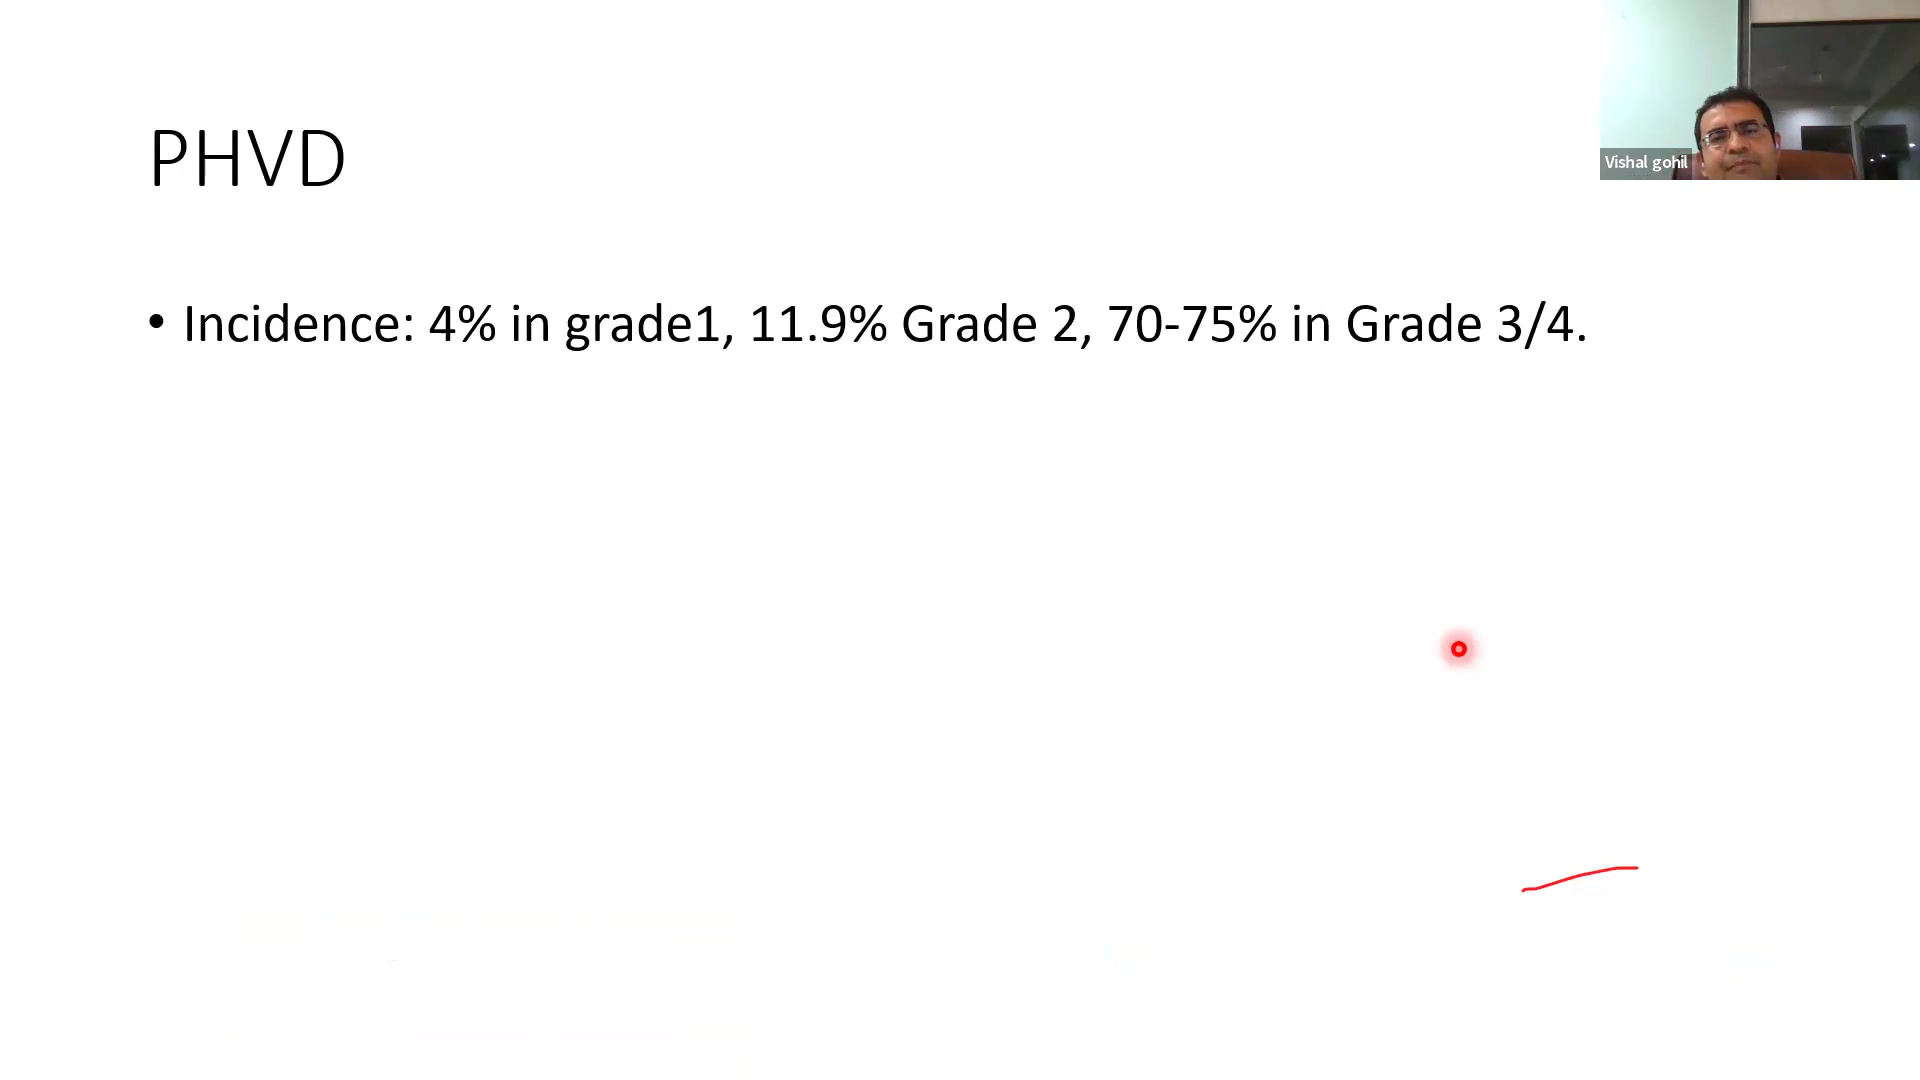 Vishal gohil
PHVD
• Incidence: 4% in grade1, 11.9% Grade 2, 70-75% in Grade 3/4.